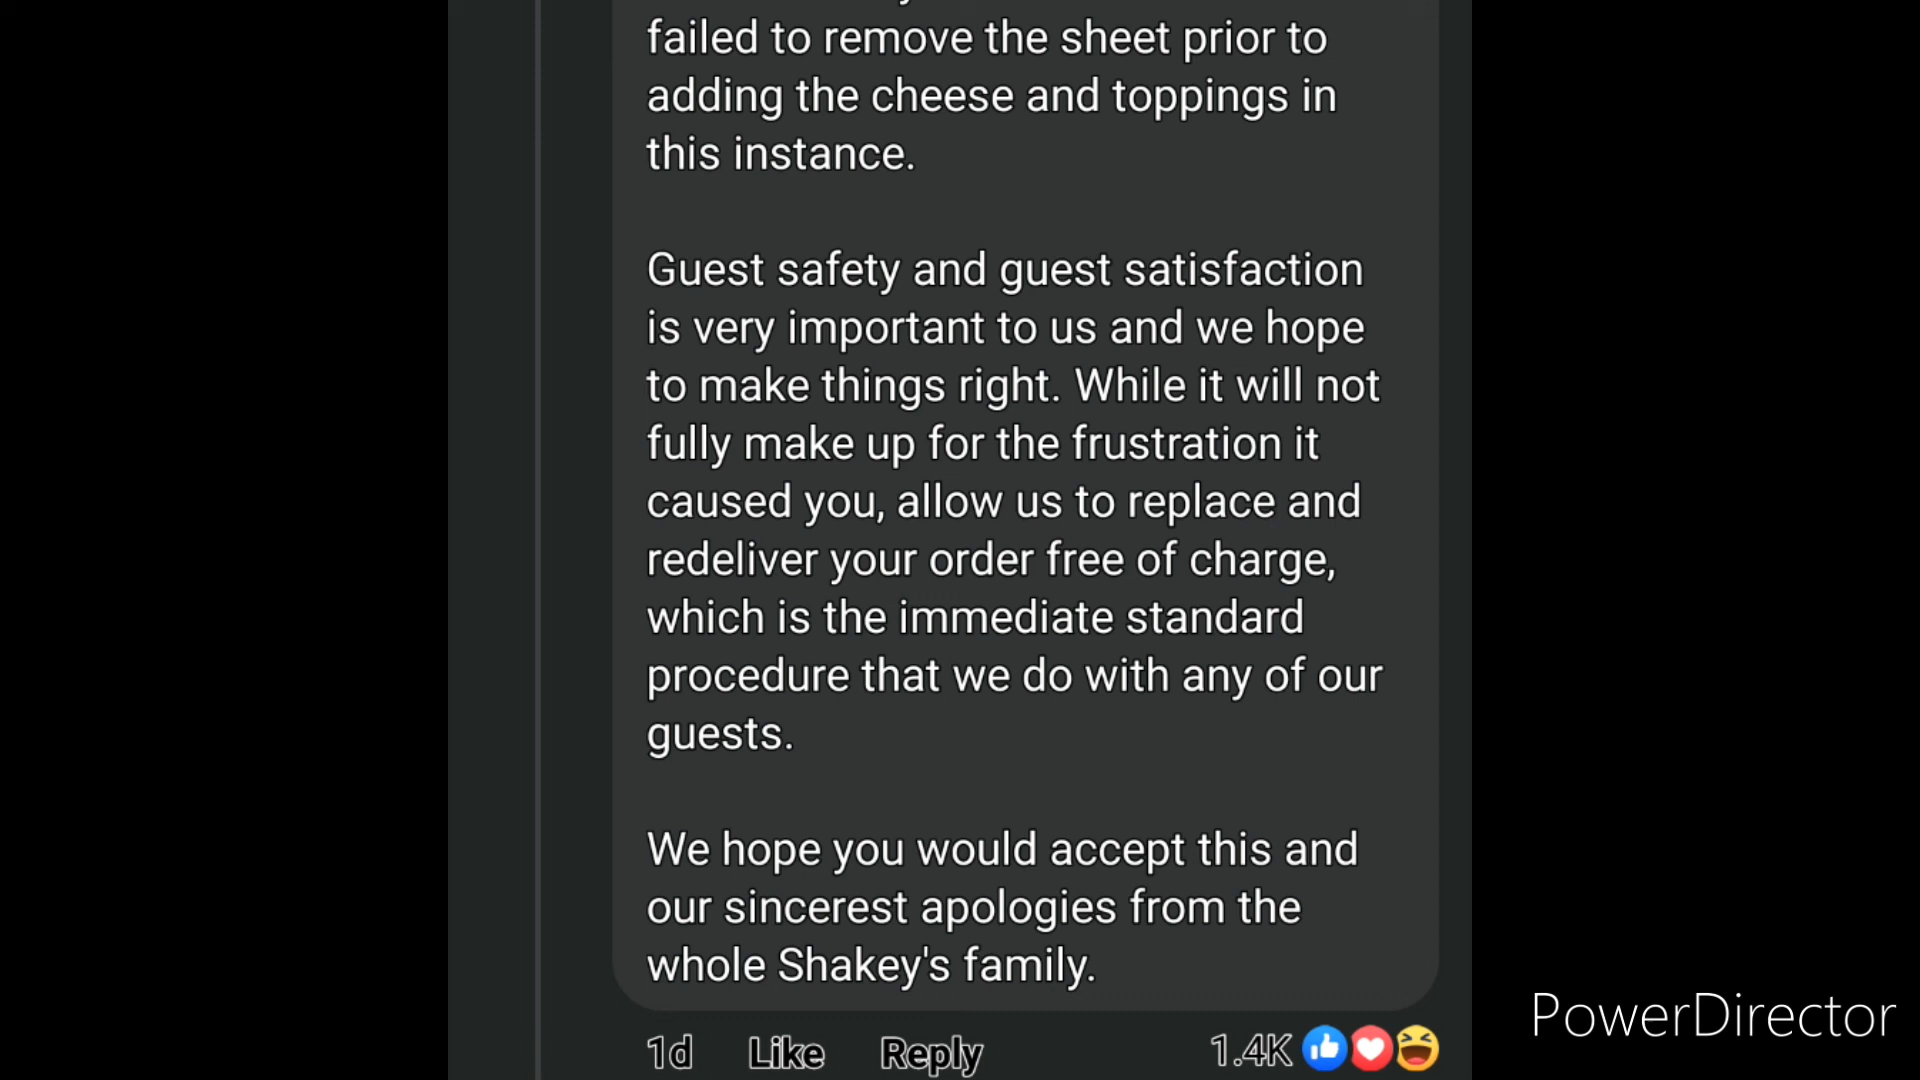 failed to remove the sheet prior to
adding the cheese and toppings in
this instance.
Guest safety and guest satisfaction
is very important to us and we hope
to make things right. While it will not
fully make up for the frustration it
caused you, allow us to replace and
redeliver your order free of charge,
which is the immediate standard
procedure that we do with any of our
guests.
We hope you would accept this and
our sincerest apologies from the
whole Shakey's family.
1d Like Reply 1.4K
PowerDirector